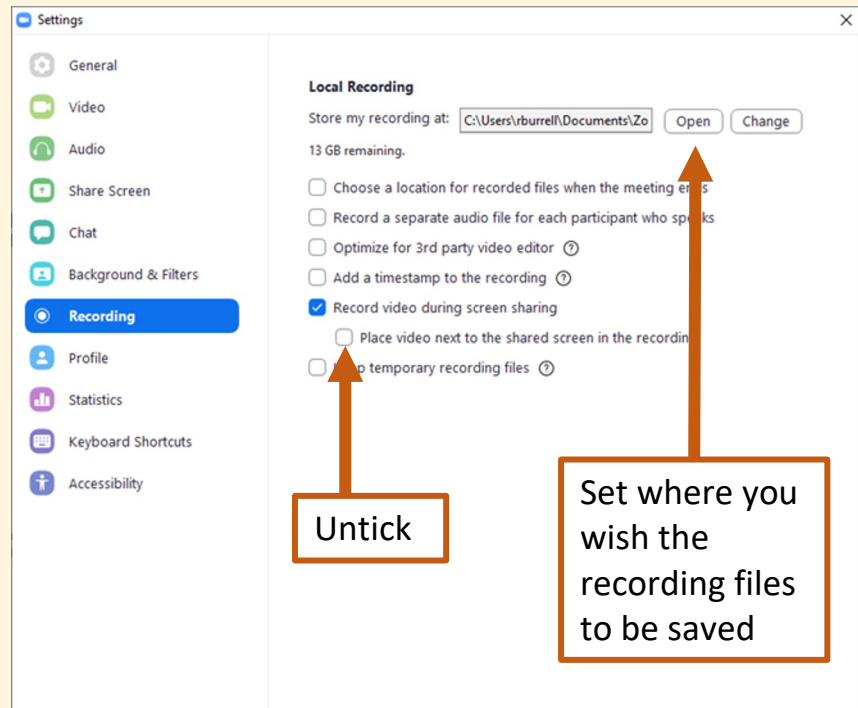 Settings
General
Video
Audio
Share Screen
Chat
Background & Filters
Recording
Profile
Statistics
Keyboard Shortcuts
Accessibility
Local Recording
Store my recording at: C:\Users\rburrell\Documents\Zo Open Change
13 GB remaining.
Choose a location for recorded files when the meeting ends
Record a separate audio file for each participant who speaks
Optimize for 3rd party video editor
Add a timestamp to the recording
Record video during screen sharing
Place video next to the shared screen in the recording
temporary recording files
Untick
Set where you
wish the
recording files
to be saved